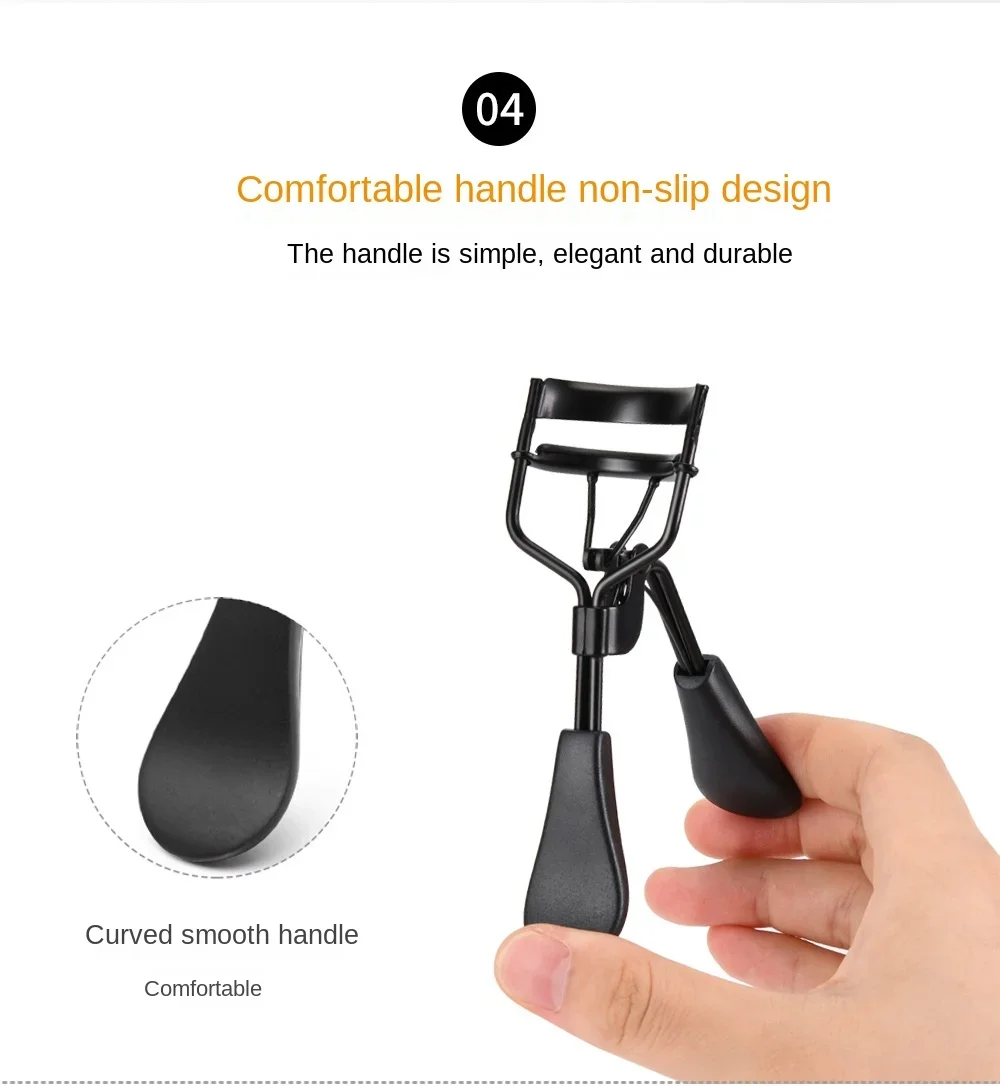 04
Comfortable handle non-slip design
The handle is simple, elegant and durable
Curved smooth handle
Comfortable